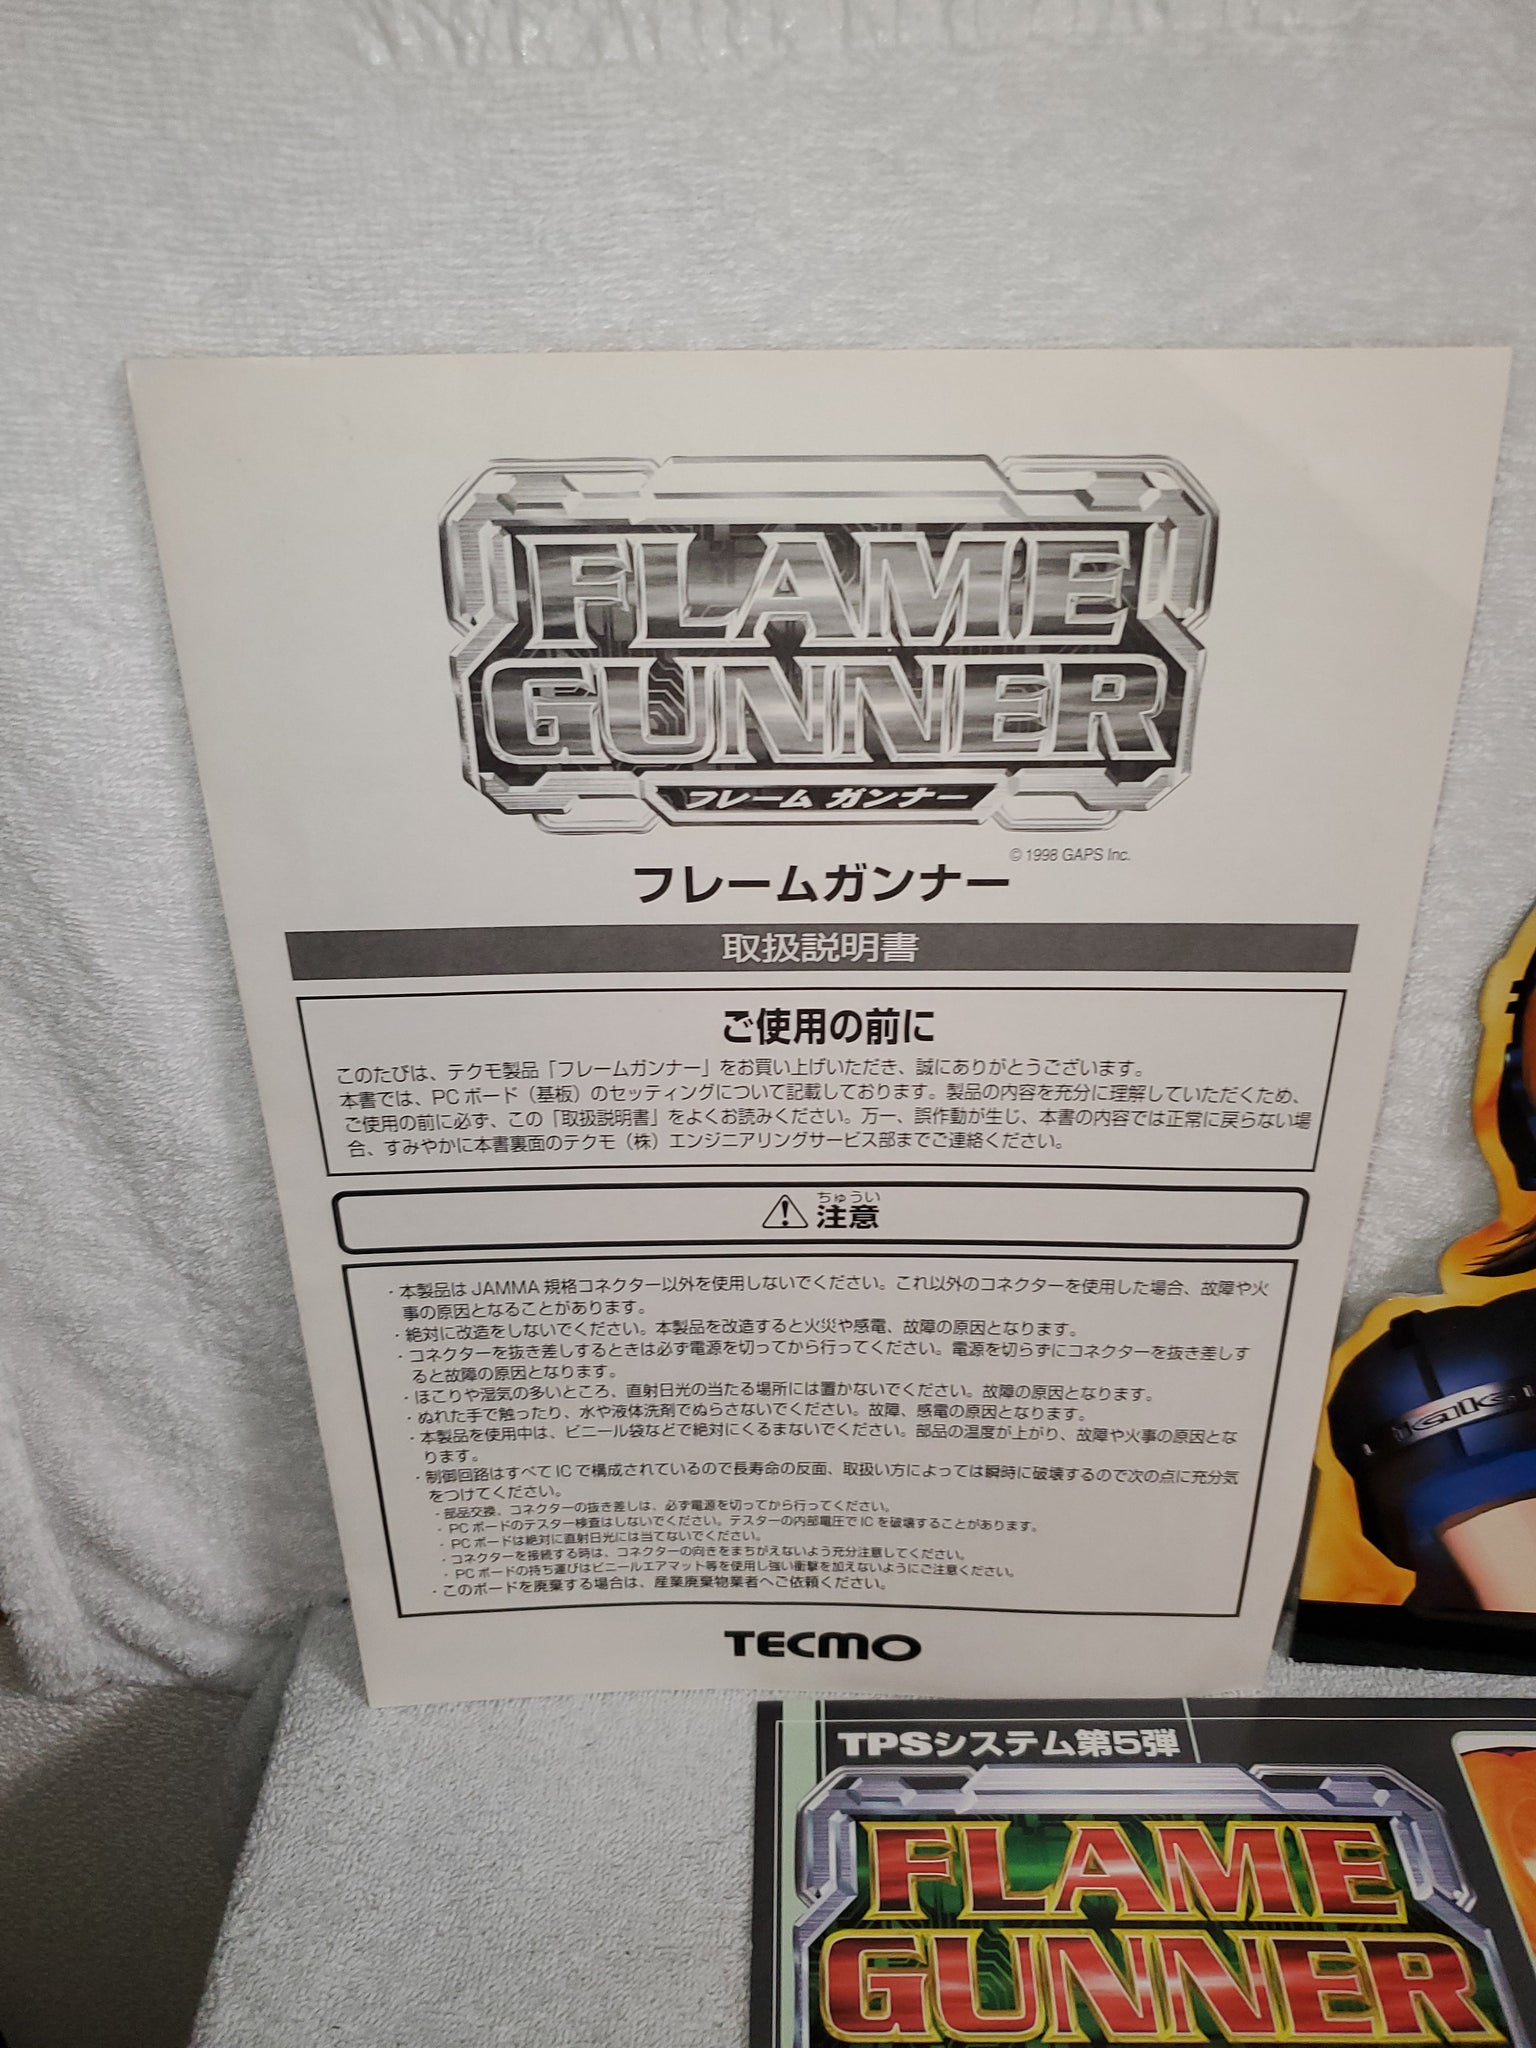 FLAME
GUNNER
フレーム ガンナー
© 1998 GAPS Inc.
フレームガンナー
取扱説明書
ご使用の前に
このたびは、テクモ製品「フレームガンナー」をお買い上げいただき、誠にありがとうございます。
本書では、PCボード（基板）のセッティングについて記載しております。製品の内容を充分に理解していただくため、
ご使用の前に必ず、この「取扱説明書」をよくお読みください。万一、誤作動が生じ、本書の内容では正常に戻らない場
合、すみやかに本書裏面のテクモ（株）エンジニアリングサービス部までご連絡ください。
ちゅうい
注意
・本製品は JAMMA 規格コネクター以外を使用しないでください。これ以外のコネクターを使用した場合、故障や火
事の原因となることがあります。
・絶対に改造をしないでください。本製品を改造すると火災や感電、故障の原因となります。
・コネクターを抜き差しするときは必ず電源を切ってから行ってください。電源を切らずにコネクターを抜き差しす
ると故障の原因となります。
・ほこりや湿気の多いところ、直射日光の当たる場所には置かないでください。故障の原因となります。
・ぬれた手で触ったり、水や液体洗剤でぬらさないでください。故障、感電の原因となります。
・本製品を使用中は、ビニール袋などで絶対にくるまないでください。部品の温度が上がり、故障や火事の原因とな
ります。
・制御回路はすべて IC で構成されているので長寿命の反面、取扱い方によっては瞬時に破壊するので次の点に充分気
をつけてください。
・部品交換、コネクターの抜き差しは、必ず電源を切ってから行ってください。
・PCボードのテスター検査はしないでください。テスターの内部電圧で IC を破壊することがあります。
・PCボードは絶対に直射日光には当てないでください。
・コネクターを接続する時は、コネクターの向きをまちがえないよう充分注意してください。
・PCボードの持ち運びはビニールエアマット等を使用し強い衝撃を加えないようにご注意ください。
・このボードを廃棄する場合は、産業廃棄物業者へご依頼ください。
TECMO
TPSシステム第5弾
FLAME
GUNNER